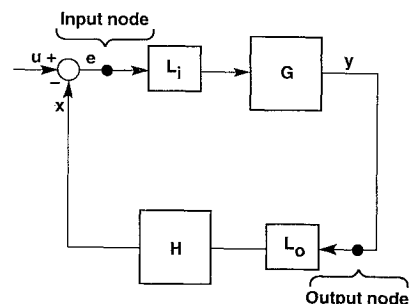 Input node
u + e
−
x
L_i
G
y
H
L_o
Output node